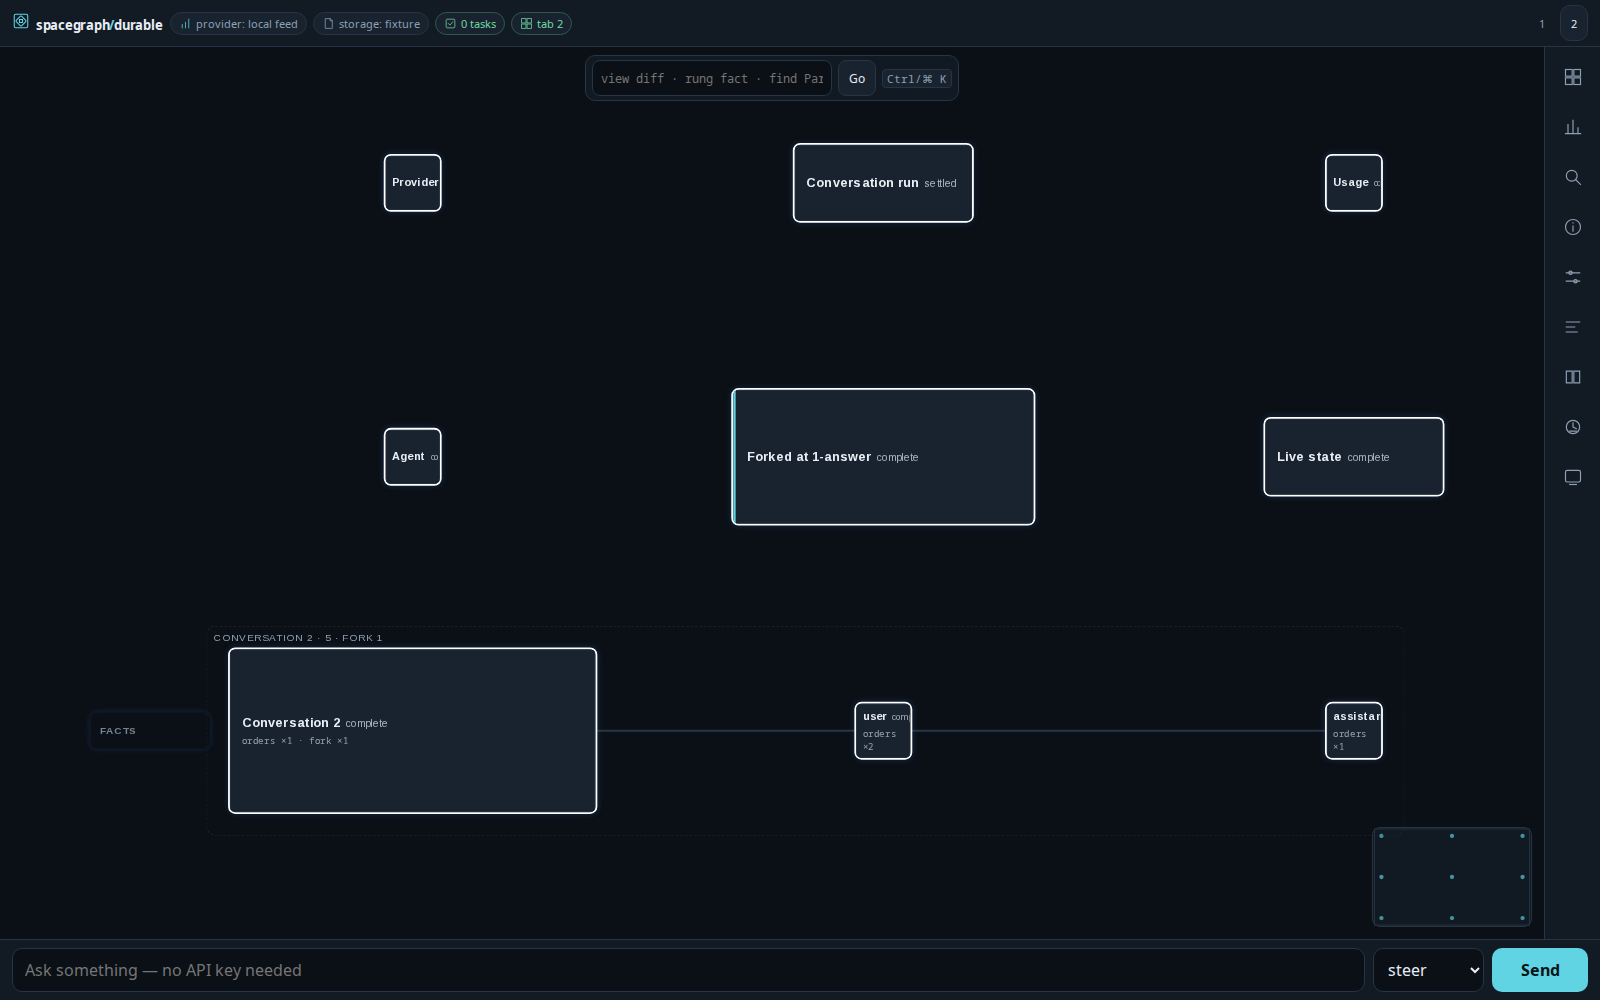 spacegraph/durable provider: local feed storage: fixture 0 tasks tab 2 1 2
view diff · rung fact · find Par Go Ctrl/⌘ K
Provider
Conversation run settled
Usage
Agent
Forked at 1-answer complete
Live state complete
CONVERSATION 2 · 5 · FORK 1
FACTS
Conversation 2 complete
orders ×1 · fork ×1
user com
orders
×2
assistan
orders
×1
Ask something — no API key needed steer Send